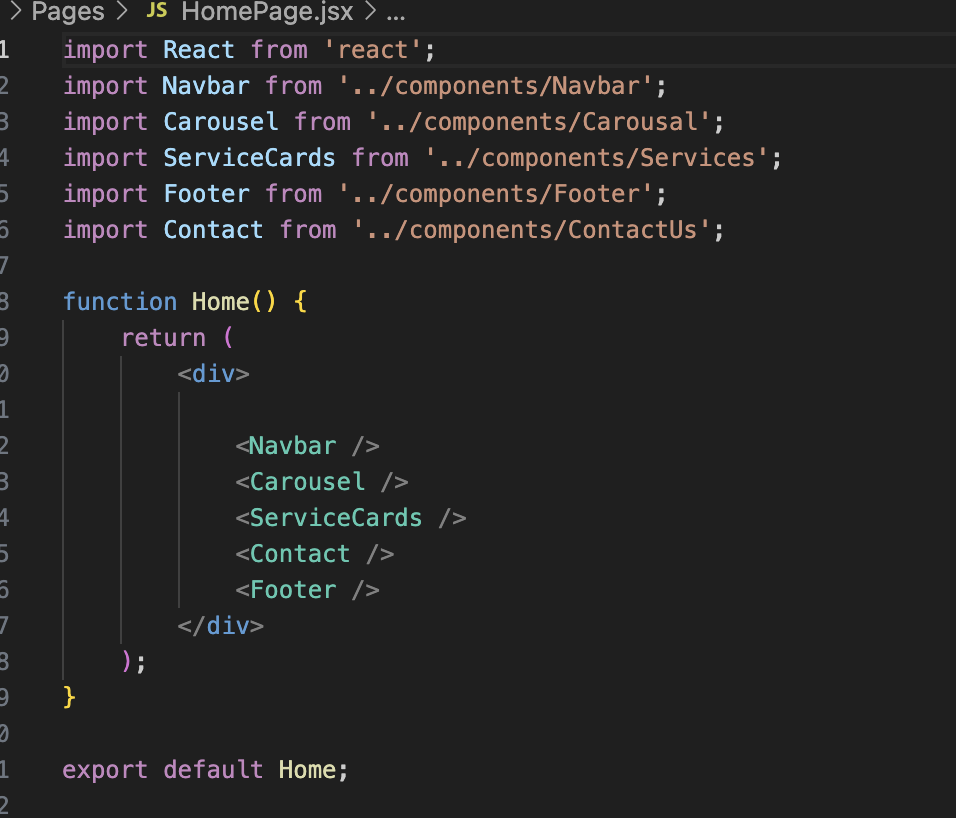 > Pages > JS HomePage.jsx > ...
1 import React from 'react';
2 import Navbar from '../components/Navbar';
3 import Carousel from '../components/Carousal';
4 import ServiceCards from '../components/Services';
5 import Footer from '../components/Footer';
6 import Contact from '../components/ContactUs';
7
8 function Home() {
9     return (
0         <div>
1
2             <Navbar />
3             <Carousel />
4             <ServiceCards />
5             <Contact />
6             <Footer />
7         </div>
8     );
9 }
0
1 export default Home;
2